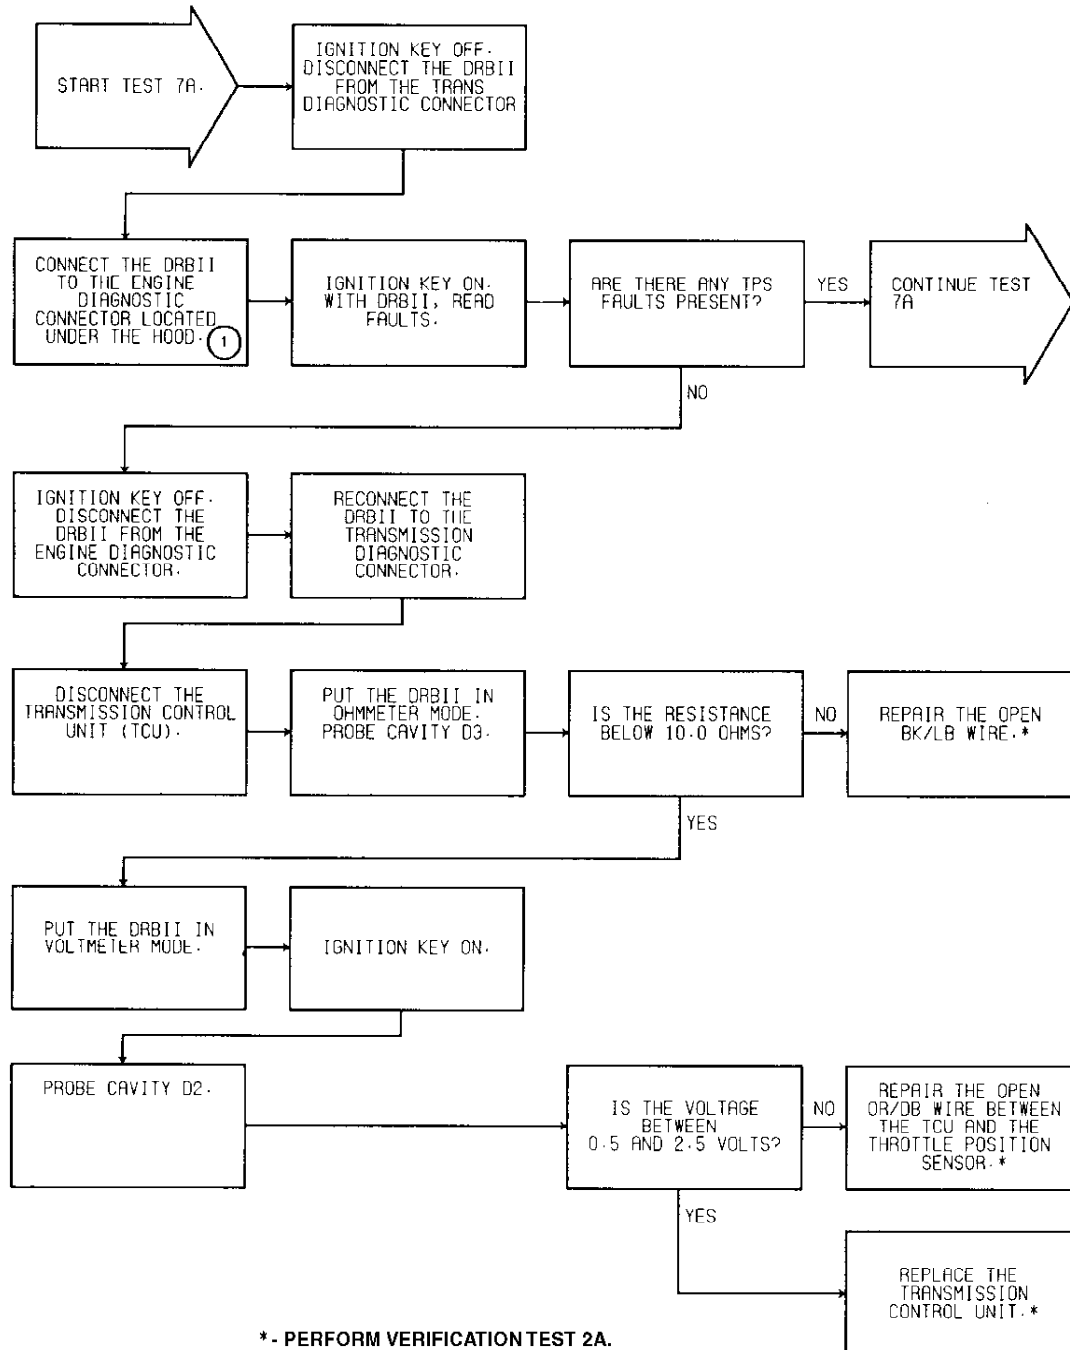 START TEST 7A.
IGNITION KEY OFF.
DISCONNECT THE DRBII
FROM THE TRANS
DIAGNOSTIC CONNECTOR
CONNECT THE DRBII
TO THE ENGINE
DIAGNOSTIC
CONNECTOR LOCATED
UNDER THE HOOD.
1
IGNITION KEY ON.
WITH DRBII, READ
FAULTS.
ARE THERE ANY TPS
FAULTS PRESENT?
YES
CONTINUE TEST
7A
NO
IGNITION KEY OFF.
DISCONNECT THE
DRBII FROM THE
ENGINE DIAGNOSTIC
CONNECTOR.
RECONNECT THE
DRBII TO THE
TRANSMISSION
DIAGNOSTIC
CONNECTOR.
DISCONNECT THE
TRANSMISSION CONTROL
UNIT (TCU).
PUT THE DRBII IN
OHMMETER MODE.
PROBE CAVITY D3.
IS THE RESISTANCE
BELOW 10.0 OHMS?
NO
REPAIR THE OPEN
BK/LB WIRE.*
YES
PUT THE DRBII IN
VOLTMETER MODE.
IGNITION KEY ON.
PROBE CAVITY D2.
IS THE VOLTAGE
BETWEEN
0.5 AND 2.5 VOLTS?
NO
REPAIR THE OPEN
OR/DB WIRE BETWEEN
THE TCU AND THE
THROTTLE POSITION
SENSOR.*
YES
REPLACE THE
TRANSMISSION
CONTROL UNIT.*
* - PERFORM VERIFICATION TEST 2A.